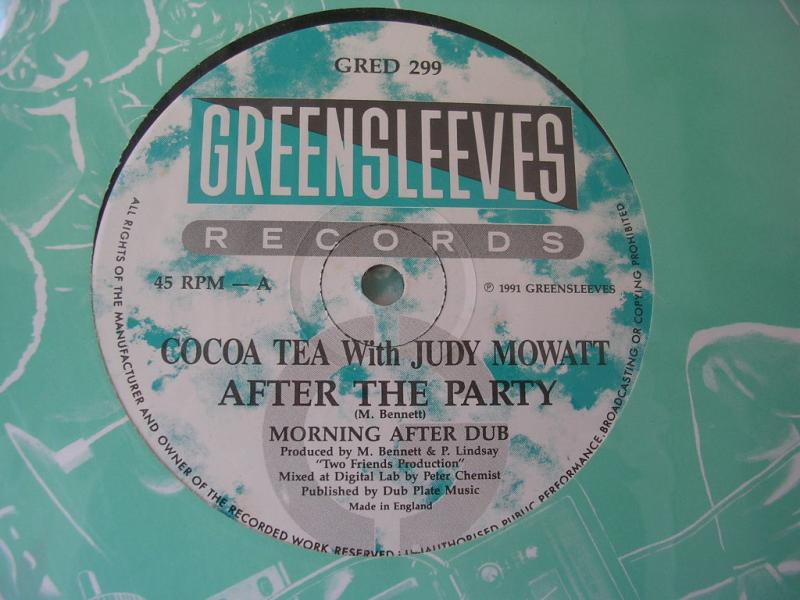 GRED 299
GREENSLEEVES
RECORDS
45 RPM — A
℗ 1991 GREENSLEEVES
COCOA TEA With JUDY MOWATT
AFTER THE PARTY
(M. Bennett)
MORNING AFTER DUB
Produced by M. Bennett & P. Lindsay
"Two Friends Production"
Mixed at Digital Lab by Peter Chemist
Published by Dub Plate Music
Made in England
ALL RIGHTS OF THE MANUFACTURER AND OWNER OF THE RECORDED WORK RESERVED. UNAUTHORISED PUBLIC PERFORMANCE. BROADCASTING OR COPYING PROHIBITED